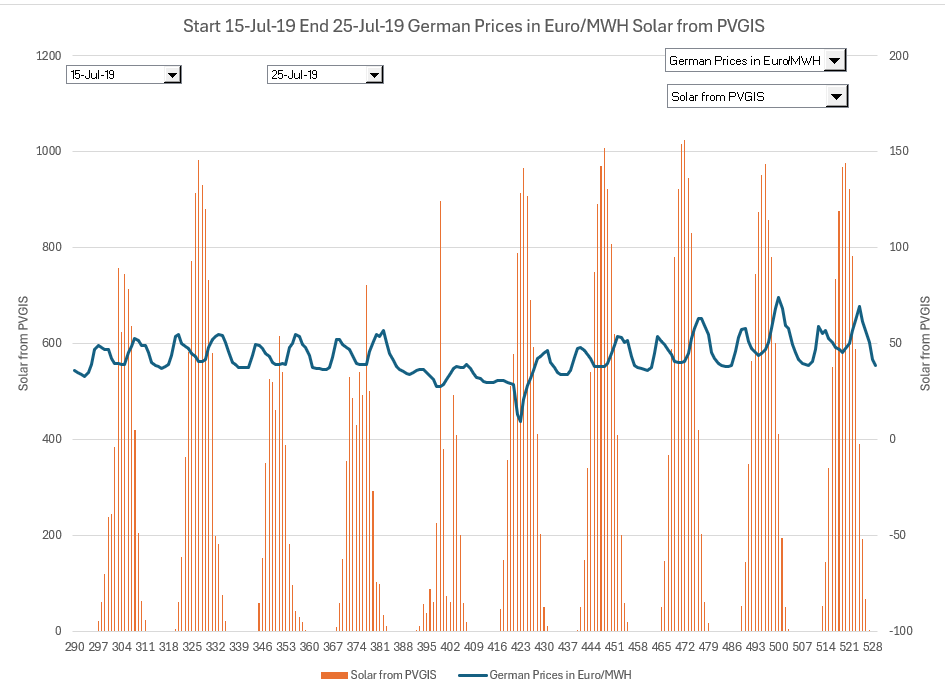 Start 15-Jul-19 End 25-Jul-19 German Prices in Euro/MWH Solar from PVGIS
1200 200
15-Jul-19 25-Jul-19 German Prices in Euro/MWH
Solar from PVGIS
1000 150
800 100
600 50
400 0
200 -50
0 -100
Solar from PVGIS
Solar from PVGIS
290 297 304 311 318 325 332 339 346 353 360 367 374 381 388 395 402 409 416 423 430 437 444 451 458 465 472 479 486 493 500 507 514 521 528
Solar from PVGIS German Prices in Euro/MWH